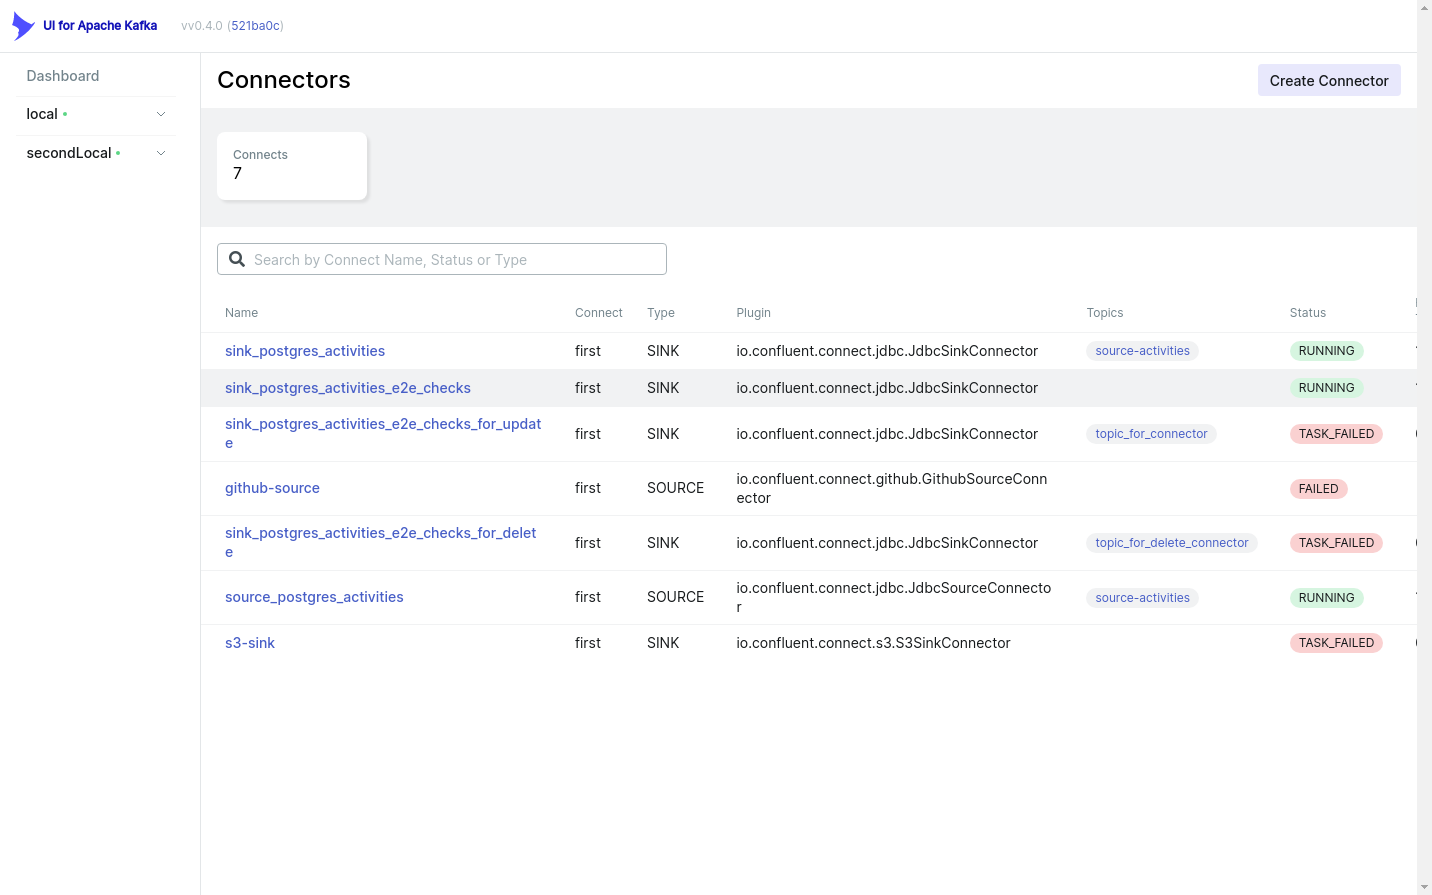 UI for Apache Kafka vv0.4.0 (521ba0c)
Dashboard
local
secondLocal
Connectors
Create Connector
Connects
7
Search by Connect Name, Status or Type
Name Connect Type Plugin Topics Status
sink_postgres_activities first SINK io.confluent.connect.jdbc.JdbcSinkConnector source-activities RUNNING
sink_postgres_activities_e2e_checks first SINK io.confluent.connect.jdbc.JdbcSinkConnector RUNNING
sink_postgres_activities_e2e_checks_for_updat
e
first SINK io.confluent.connect.jdbc.JdbcSinkConnector topic_for_connector TASK_FAILED
github-source first SOURCE
io.confluent.connect.github.GithubSourceConn
ector
FAILED
sink_postgres_activities_e2e_checks_for_delet
e
first SINK io.confluent.connect.jdbc.JdbcSinkConnector topic_for_delete_connector TASK_FAILED
source_postgres_activities first SOURCE
io.confluent.connect.jdbc.JdbcSourceConnecto
r
source-activities RUNNING
s3-sink first SINK io.confluent.connect.s3.S3SinkConnector TASK_FAILED